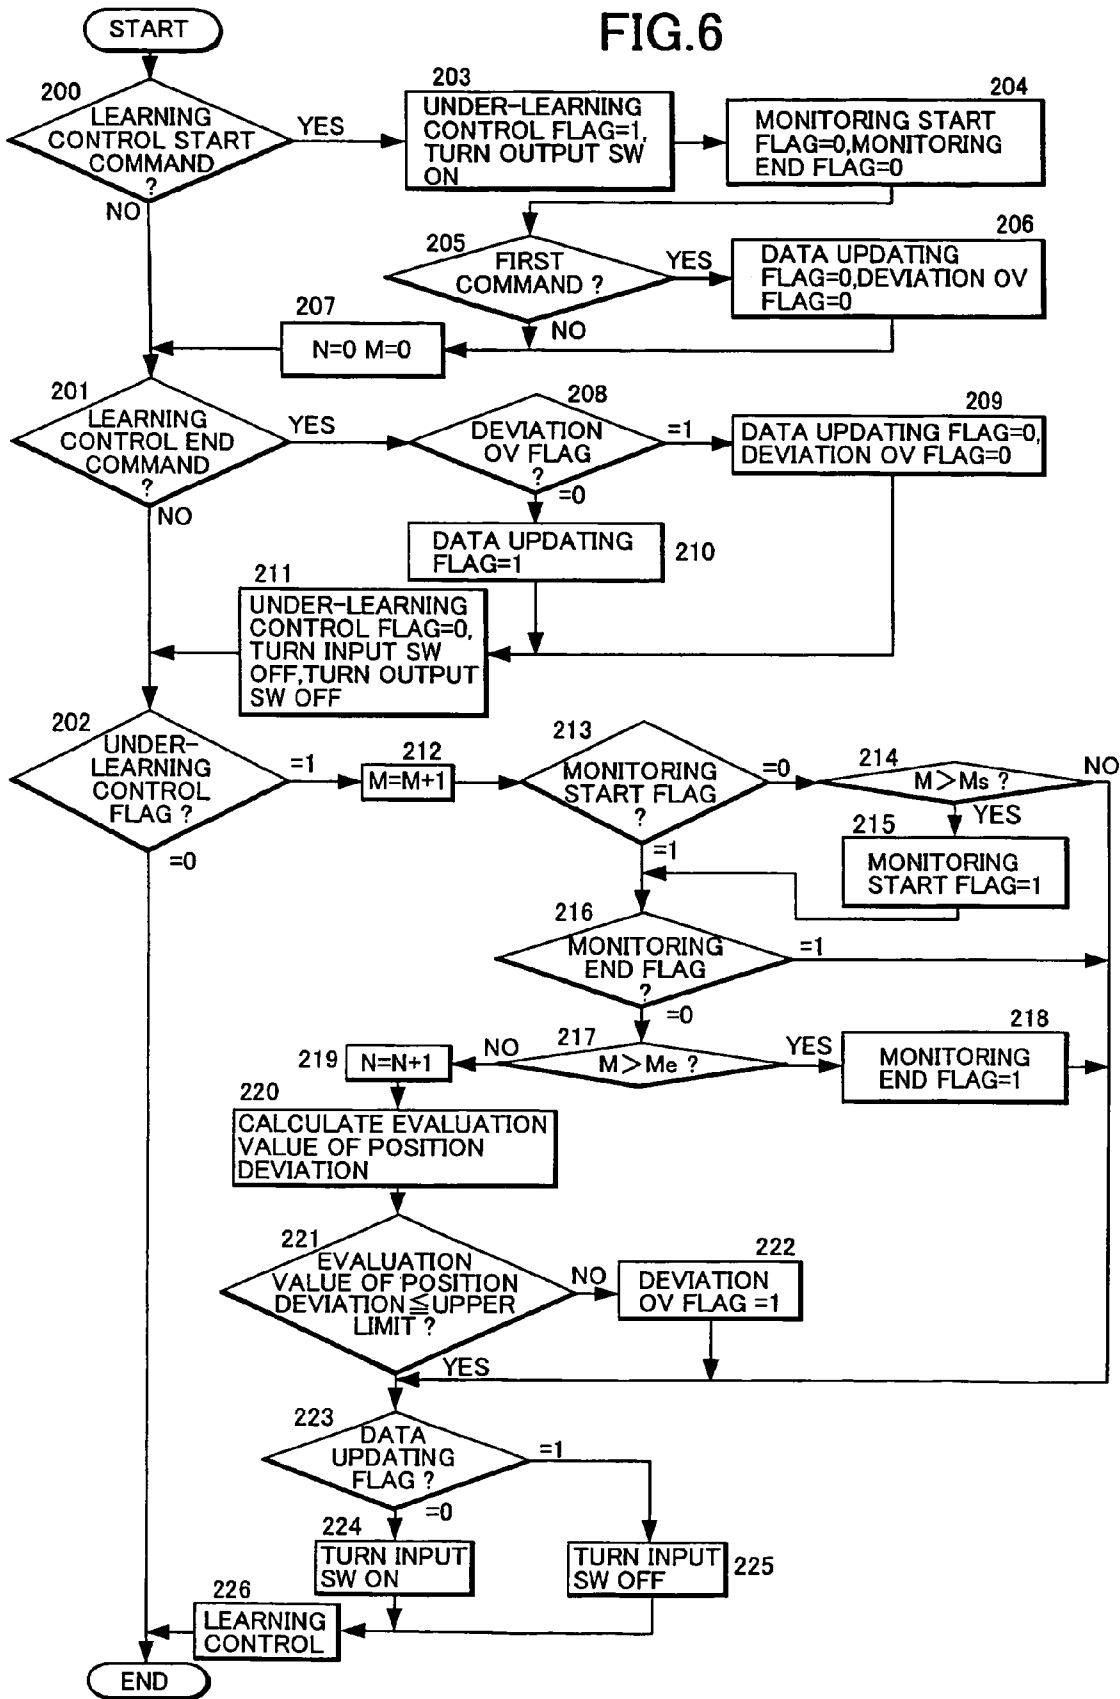 FIG.6
START
200
LEARNING
CONTROL START
COMMAND
?
YES
NO
203
UNDER-LEARNING
CONTROL FLAG=1,
TURN OUTPUT SW
ON
204
MONITORING START
FLAG=0,MONITORING
END FLAG=0
205
FIRST
COMMAND ?
YES
NO
206
DATA UPDATING
FLAG=0,DEVIATION OV
FLAG=0
207
N=0 M=0
201
LEARNING
CONTROL END
COMMAND
?
YES
NO
208
DEVIATION
OV FLAG
?
=1
=0
209
DATA UPDATING FLAG=0,
DEVIATION OV FLAG=0
DATA UPDATING
FLAG=1
210
211
UNDER-LEARNING
CONTROL FLAG=0,
TURN INPUT SW
OFF,TURN OUTPUT
SW OFF
202
UNDER-
LEARNING
CONTROL
FLAG ?
=1
=0
212
M=M+1
213
MONITORING
START FLAG
?
=0
=1
214
M>Ms ?
NO
YES
215
MONITORING
START FLAG=1
216
MONITORING
END FLAG
?
=1
=0
217
M>Me ?
NO
YES
218
MONITORING
END FLAG=1
219
N=N+1
220
CALCULATE EVALUATION
VALUE OF POSITION
DEVIATION
221
EVALUATION
VALUE OF POSITION
DEVIATION≦UPPER
LIMIT ?
NO
YES
222
DEVIATION
OV FLAG =1
223
DATA
UPDATING
FLAG ?
=1
=0
224
TURN INPUT
SW ON
TURN INPUT
SW OFF
225
226
LEARNING
CONTROL
END